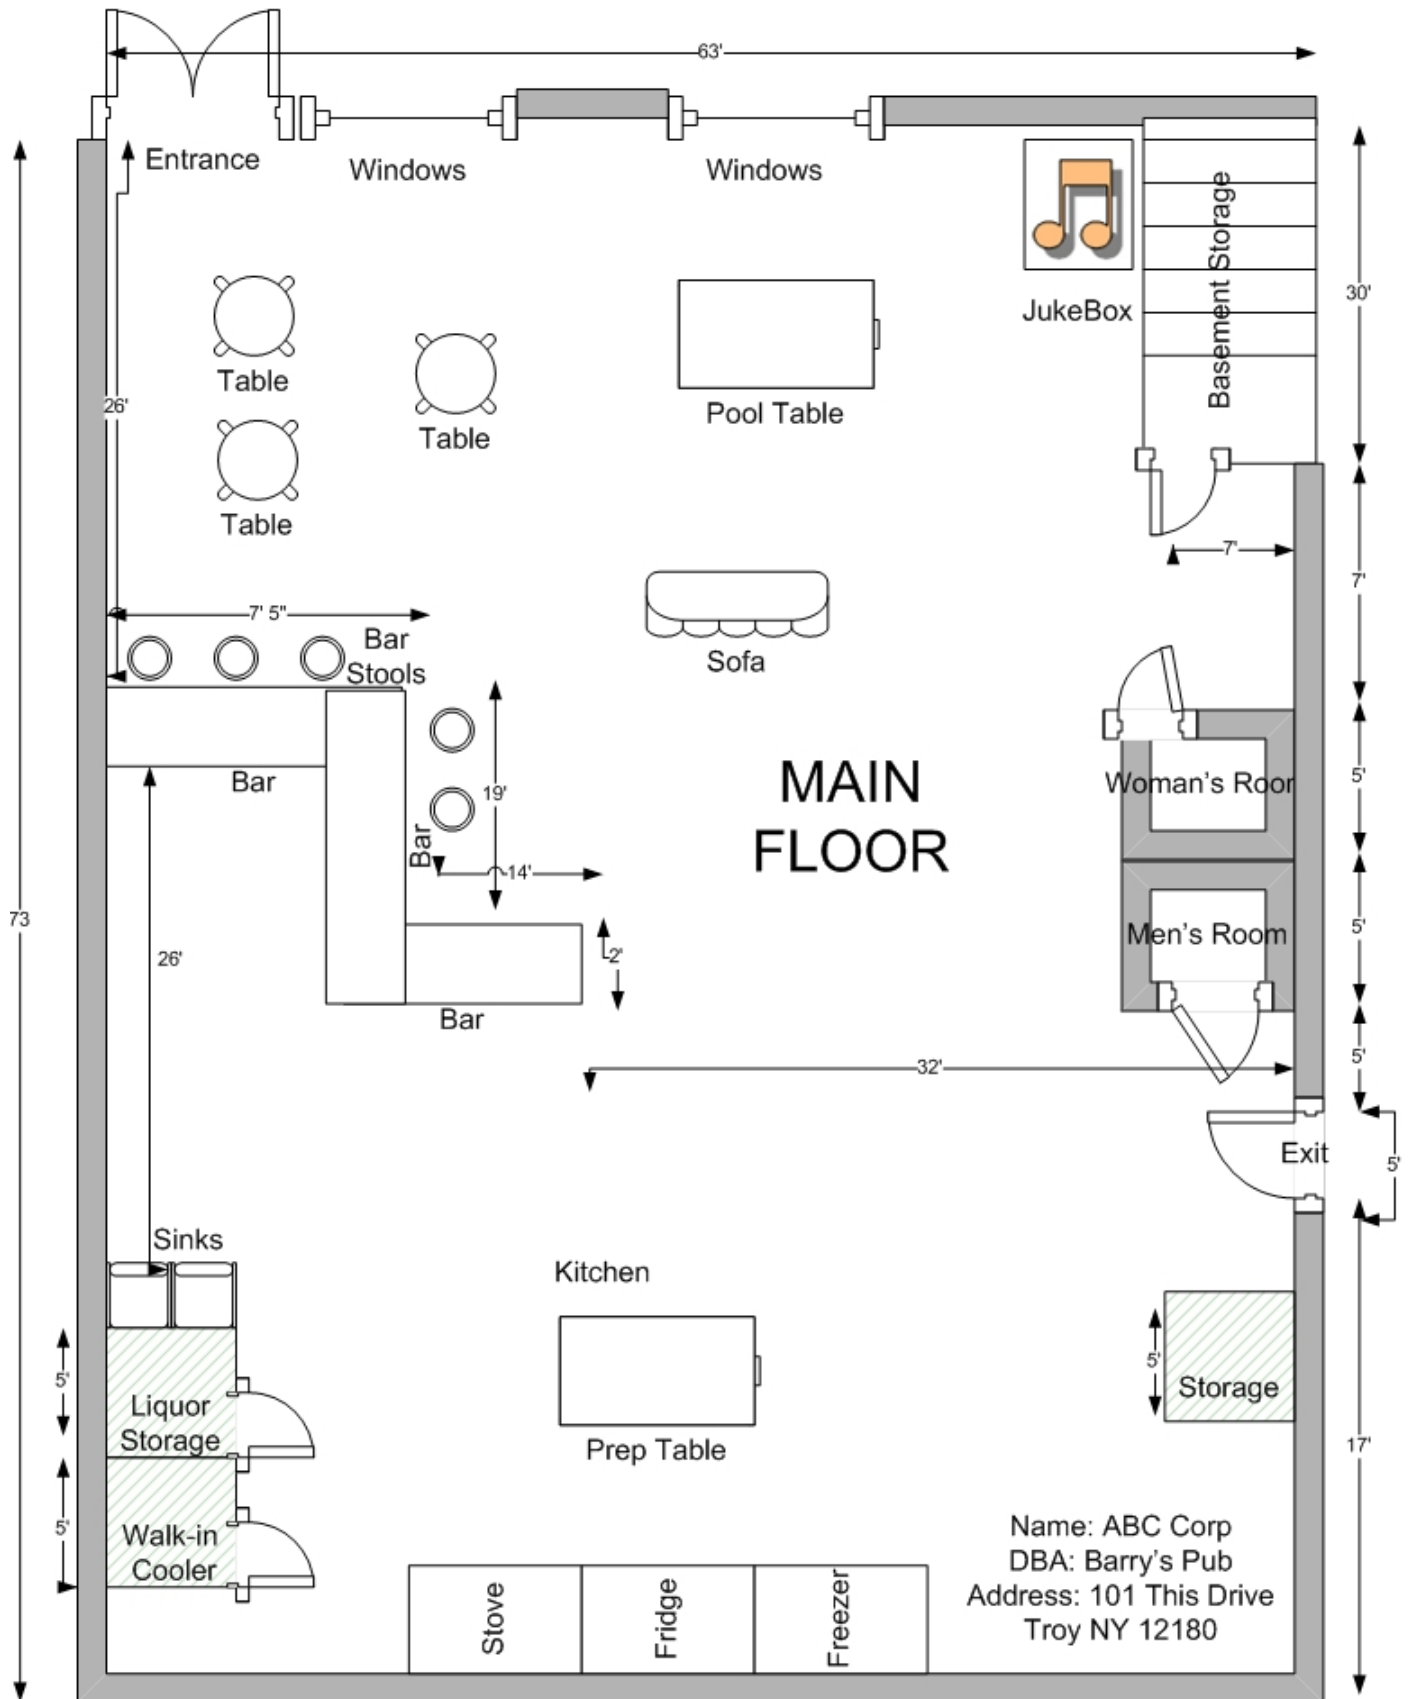 63'
Entrance
Windows
Windows
Basement Storage
JukeBox
30'
Table
26'
Pool Table
Table
Table
7'
7'
7' 5"
Bar
Stools
Sofa
Bar
19'
Bar
MAIN
FLOOR
Woman's Roor
5'
14'
73
26'
2'
Men's Room
5'
Bar
32'
5'
Exit
5'
Sinks
Kitchen
5'
Liquor
Storage
Prep Table
5'
Storage
17'
5'
Walk-in
Cooler
Stove
Fridge
Freezer
Name: ABC Corp
DBA: Barry's Pub
Address: 101 This Drive
Troy NY 12180